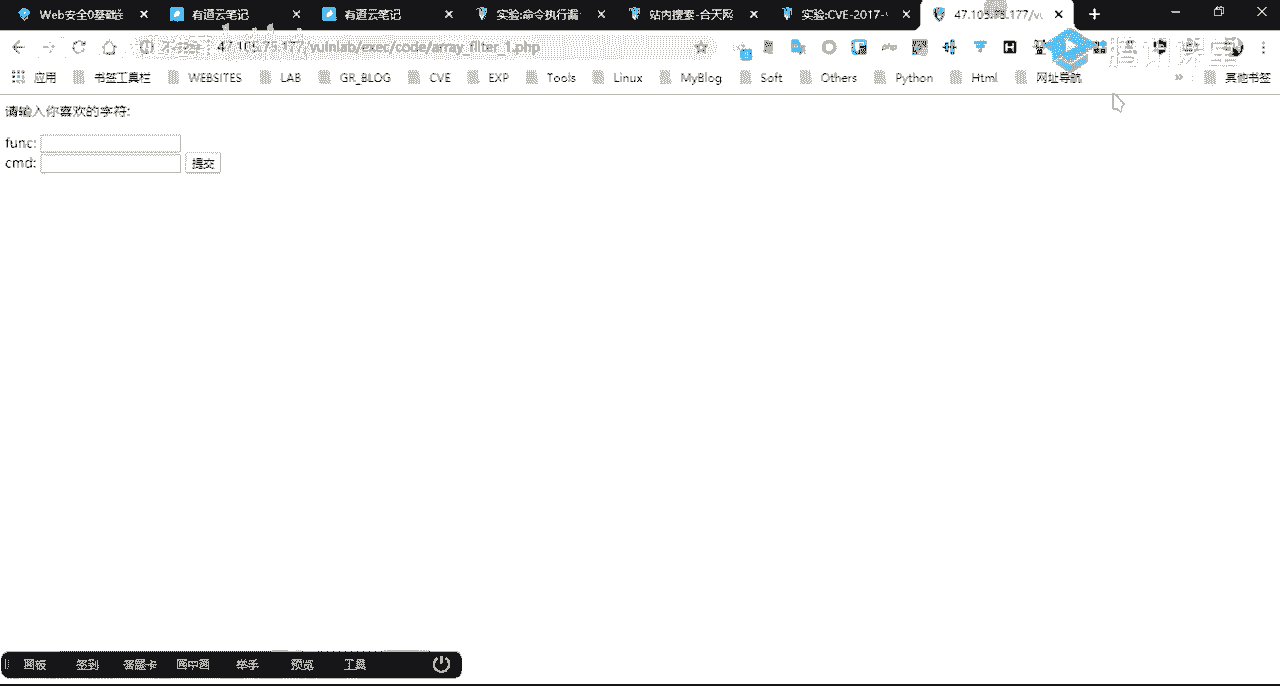 Web安全0基础
有道云笔记
有道云笔记
实验:命令执行漏
站内搜索-合天网
实验:CVE-2017-
47.105.75.177/vu
47.105.75.177/vulnlab/exec/code/array_filter_1.php
应用 书签工具栏 WEBSITES LAB GR_BLOG CVE EXP Tools Linux MyBlog Soft Others Python Html 网址导航 » 其他书签
腾讯课堂
请输入你喜欢的字符:
func:
cmd: 提交
画板 签到 答题卡 画中画 举手 预览 工具